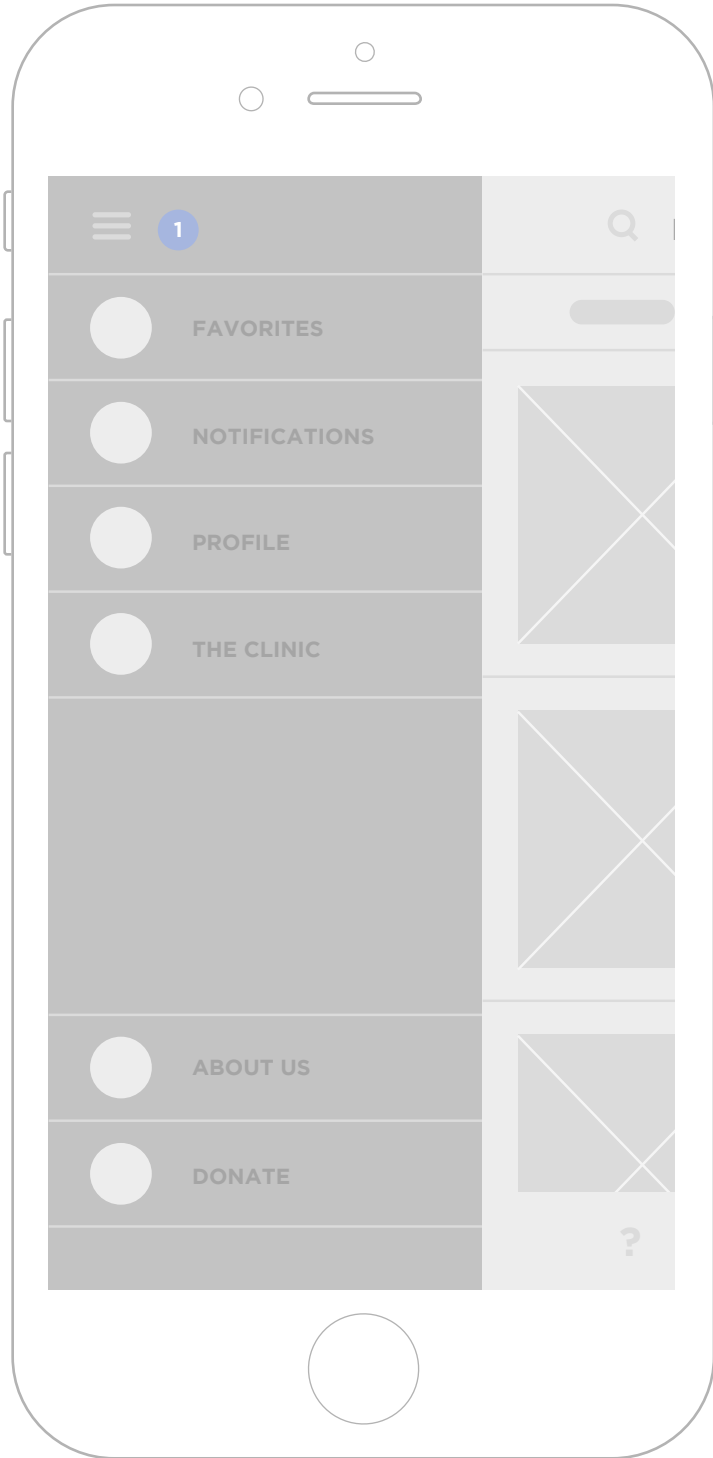 1
FAVORITES
NOTIFICATIONS
PROFILE
THE CLINIC
ABOUT US
DONATE
?